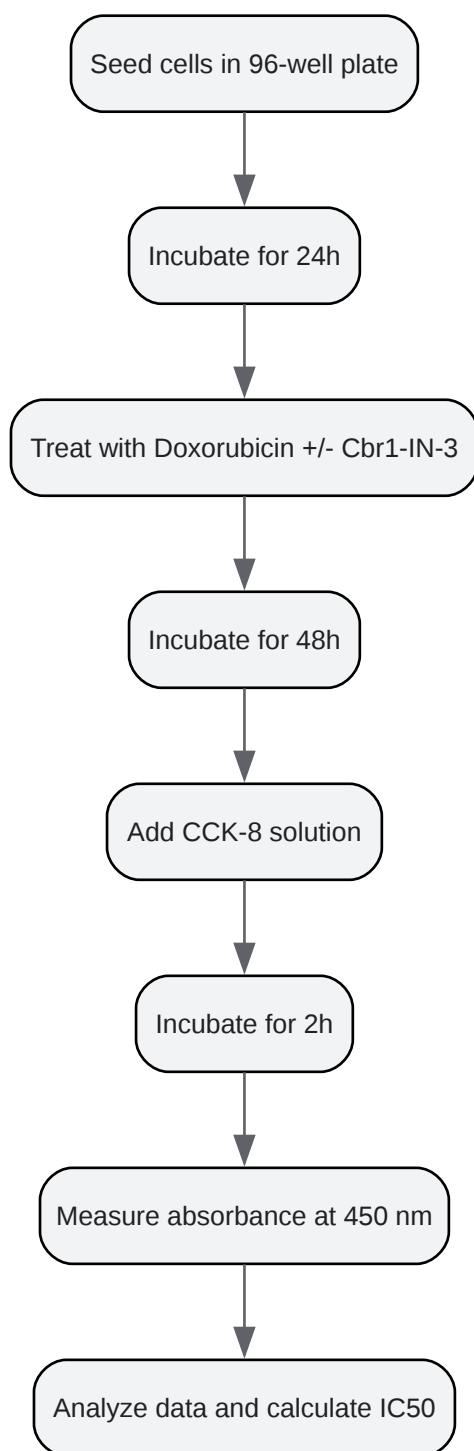 Seed cells in 96-well plate
Incubate for 24h
Treat with Doxorubicin +/- Cbr1-IN-3
Incubate for 48h
Add CCK-8 solution
Incubate for 2h
Measure absorbance at 450 nm
Analyze data and calculate IC50